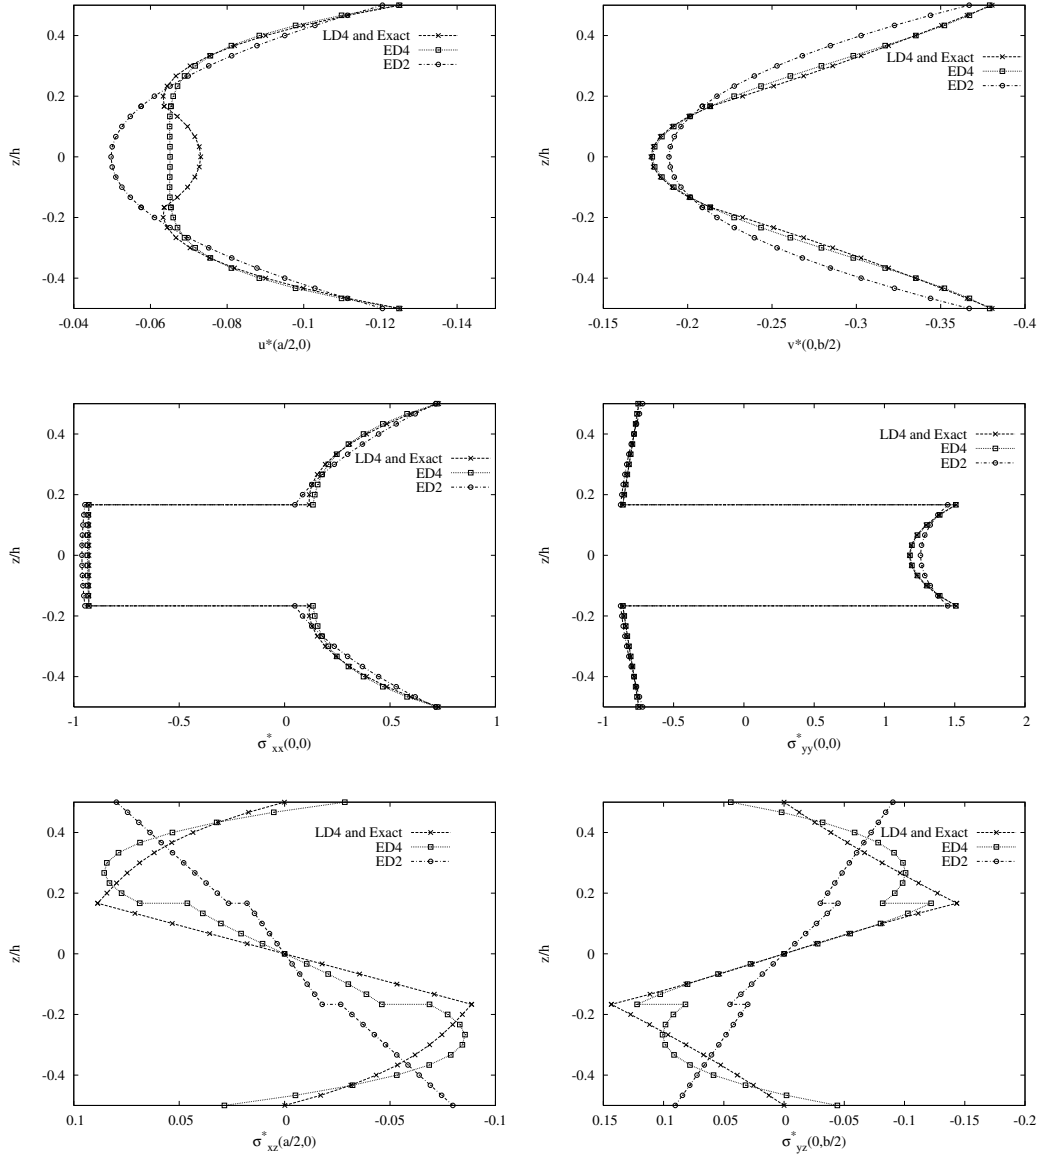 0.4
0.2
0
-0.2
-0.4
-0.04 -0.06 -0.08 -0.1 -0.12 -0.14
z/h
u*(a/2,0)
LD4 and Exact
ED4
ED2
0.4
0.2
0
-0.2
-0.4
-0.15 -0.2 -0.25 -0.3 -0.35 -0.4
z/h
v*(0,b/2)
LD4 and Exact
ED4
ED2
0.4
0.2
0
-0.2
-0.4
-1 -0.5 0 0.5 1
z/h
σ*xx(0,0)
LD4 and Exact
ED4
ED2
0.4
0.2
0
-0.2
-0.4
-1 -0.5 0 0.5 1 1.5 2
z/h
σ*yy(0,0)
LD4 and Exact
ED4
ED2
0.4
0.2
0
-0.2
-0.4
0.1 0.05 0 -0.05 -0.1
z/h
σ*xz(a/2,0)
LD4 and Exact
ED4
ED2
0.4
0.2
0
-0.2
-0.4
0.15 0.1 0.05 0 -0.05 -0.1 -0.15 -0.2
z/h
σ*yz(0,b/2)
LD4 and Exact
ED4
ED2